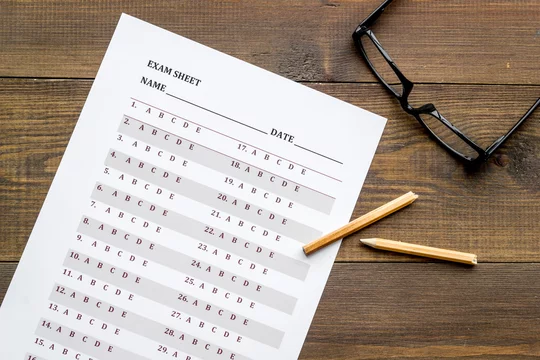 EXAM SHEET
NAME DATE
1. A B C D E
2. A B C D E
3. A B C D E
4. A B C D E
5. A B C D E
6. A B C D E
7. A B C D E
8. A B C D E
9. A B C D E
10. A B C D E
11. A B C D E
12. A B C D E
13. A B C D E
14. A B C D E
15. A B C D E
17. A B C D E
18. A B C D E
19. A B C D E
20. A B C D E
21. A B C D E
22. A B C D E
23. A B C D E
24. A B C D E
25. A B C D E
26. A B C D E
27. A B C D E
28. A B C D E
29. A B C D E